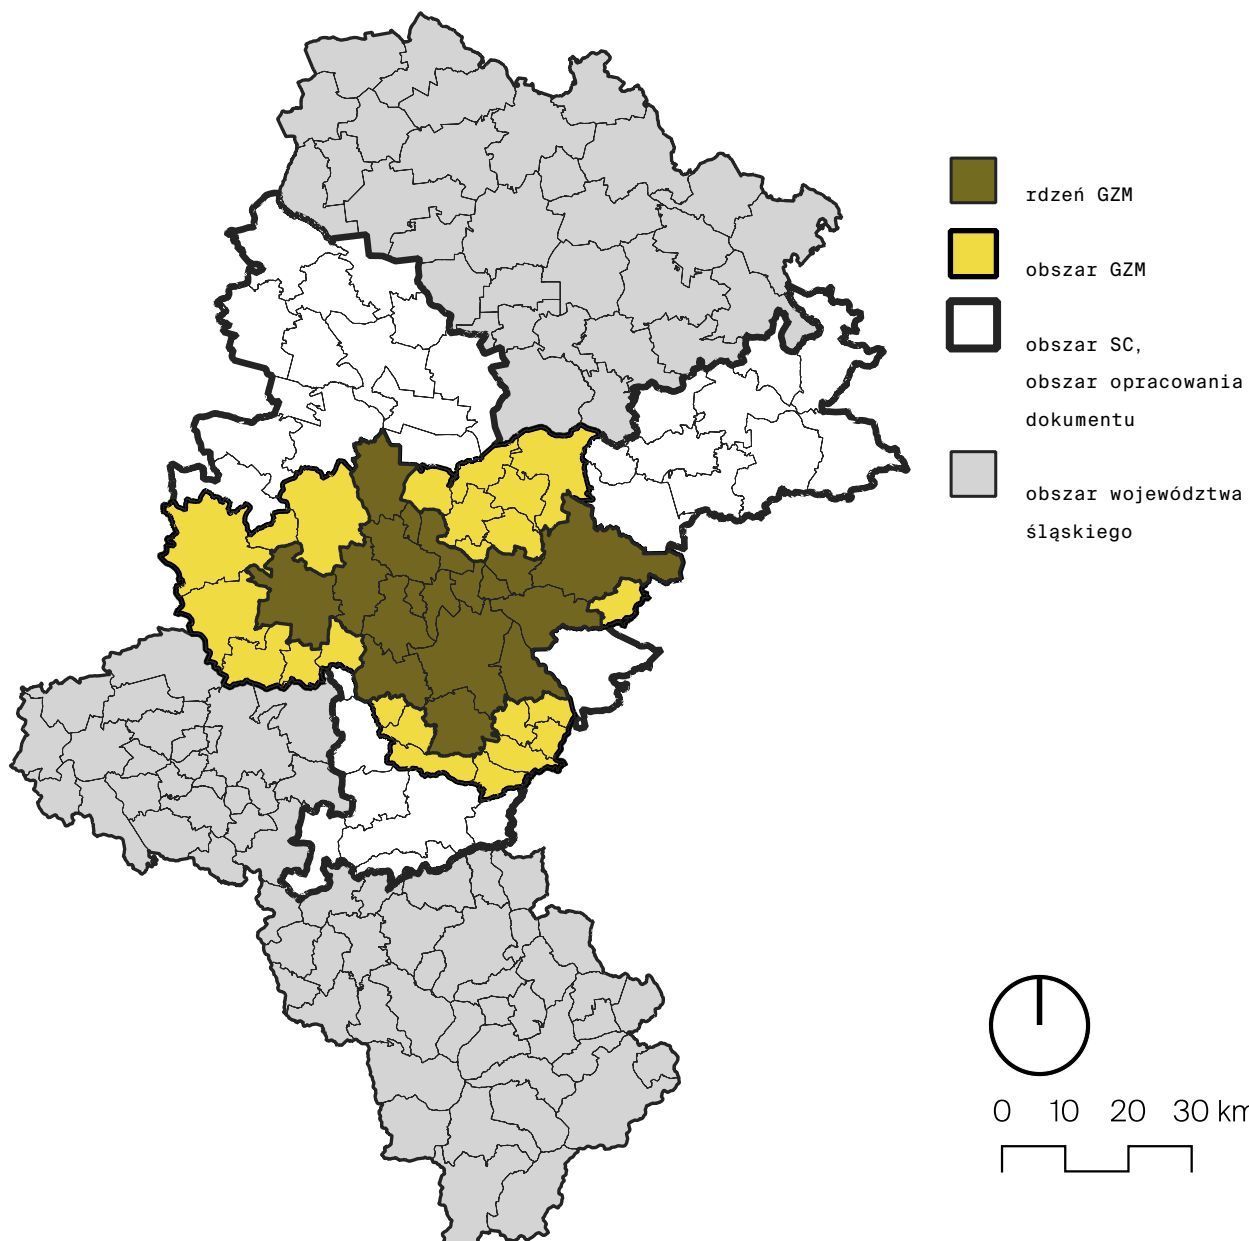 rdzeń GZM
obszar GZM
obszar SC,
obszar opracowania
dokumentu
obszar województwa
śląskiego
0 10 20 30 km